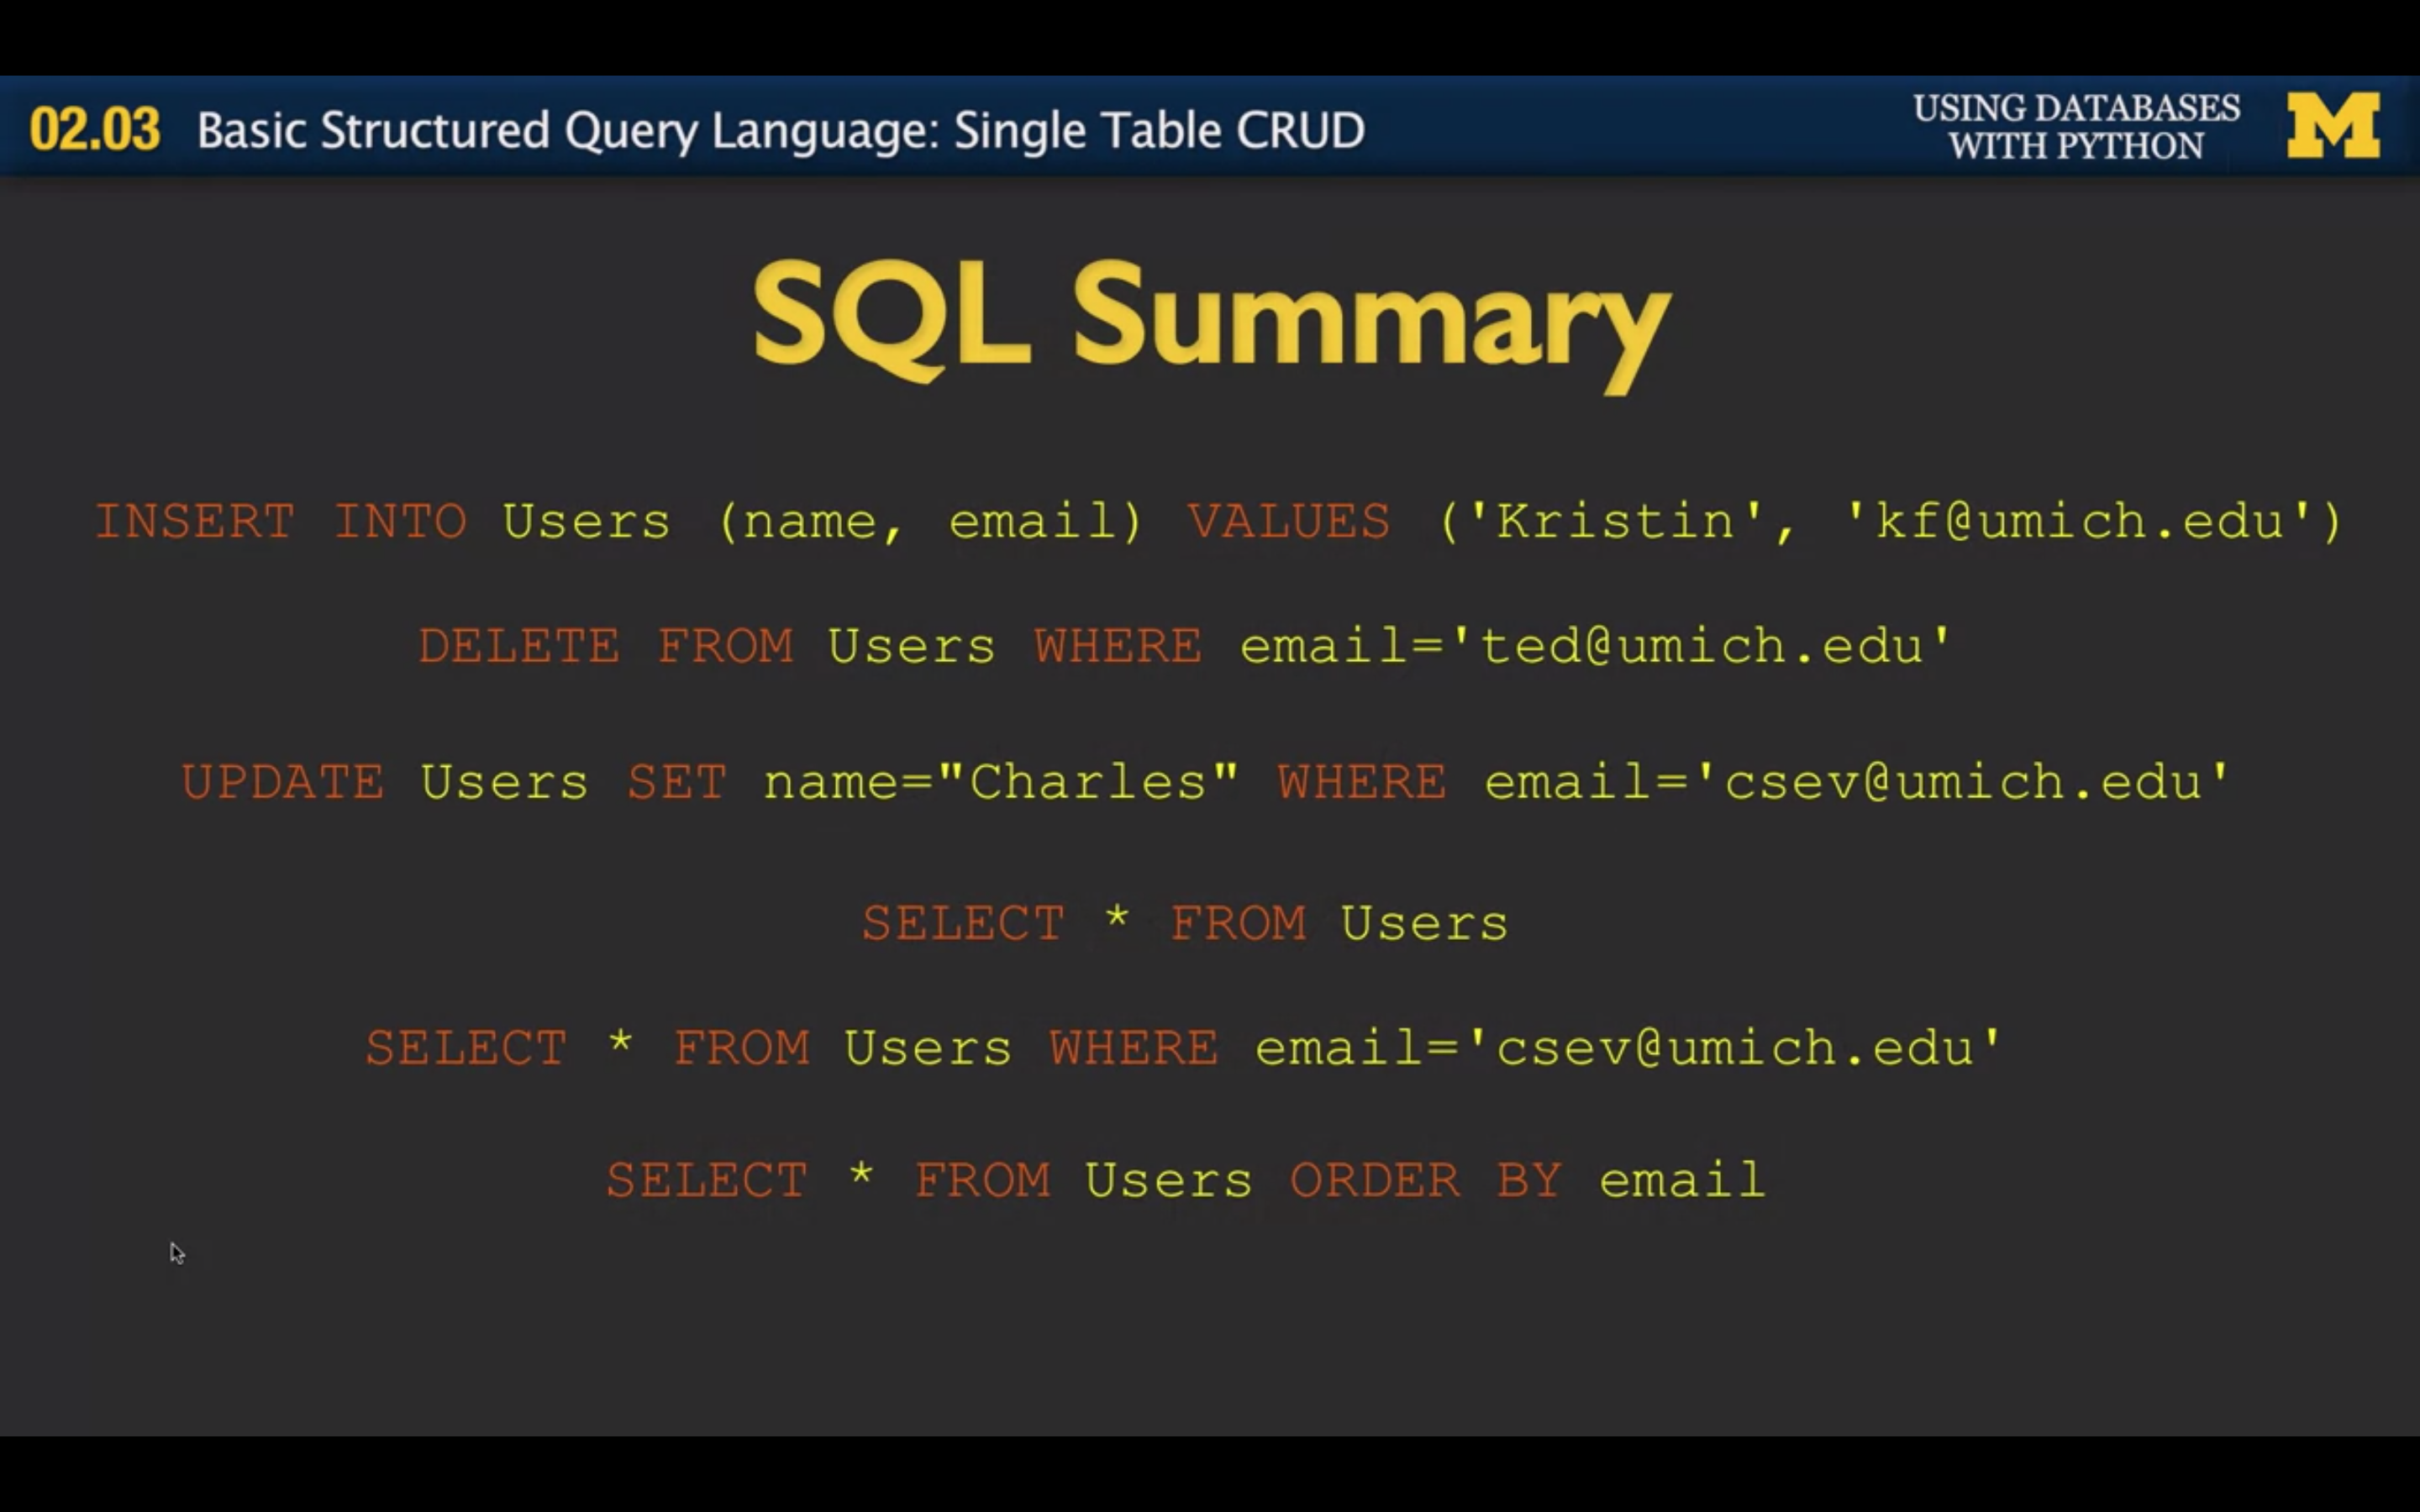 02.03 Basic Structured Query Language: Single Table CRUD
USING DATABASES
WITH PYTHON
M
SQL Summary
INSERT INTO Users (name, email) VALUES ('Kristin', 'kf@umich.edu')
DELETE FROM Users WHERE email='ted@umich.edu'
UPDATE Users SET name="Charles" WHERE email='csev@umich.edu'
SELECT * FROM Users
SELECT * FROM Users WHERE email='csev@umich.edu'
SELECT * FROM Users ORDER BY email